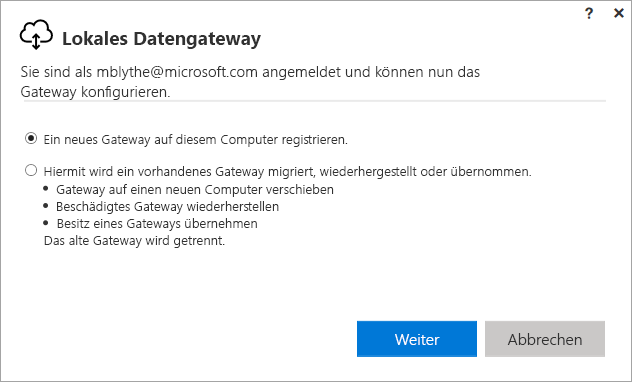 ? ×
Lokales Datengateway
Sie sind als mblythe@microsoft.com angemeldet und können nun das
Gateway konfigurieren.
Ein neues Gateway auf diesem Computer registrieren.
Hiermit wird ein vorhandenes Gateway migriert, wiederhergestellt oder übernommen.
• Gateway auf einen neuen Computer verschieben
• Beschädigtes Gateway wiederherstellen
• Besitz eines Gateways übernehmen
Das alte Gateway wird getrennt.
Weiter Abbrechen